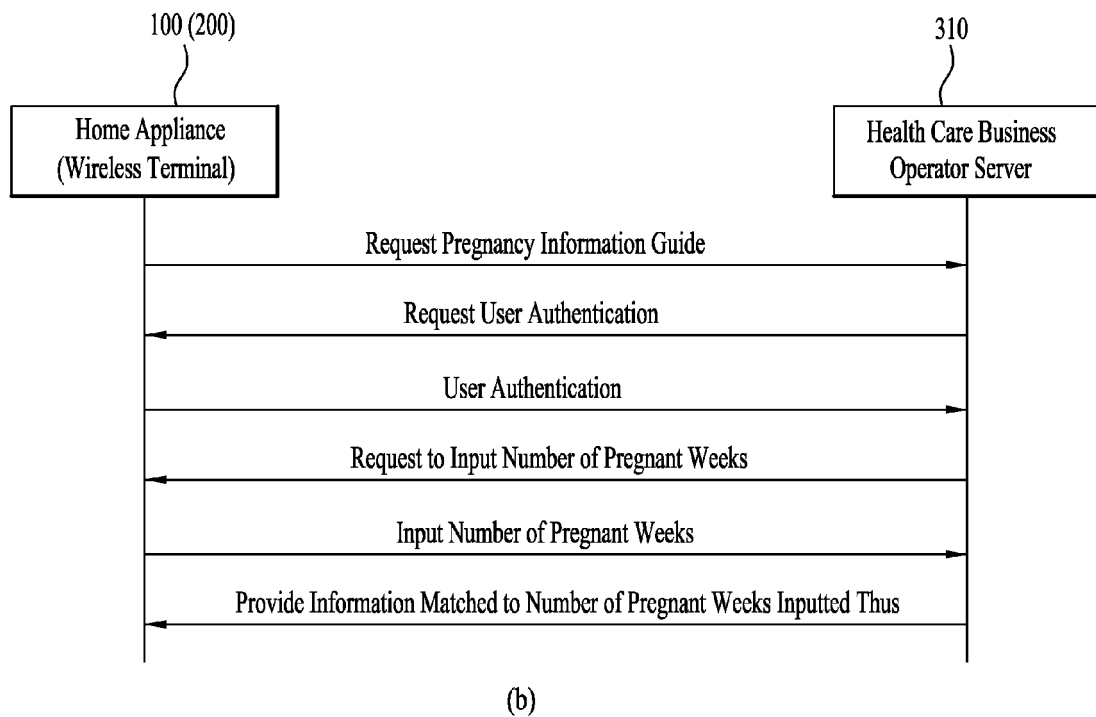 100 (200)
310
Home Appliance
(Wireless Terminal)
Health Care Business
Operator Server
Request Pregnancy Information Guide
Request User Authentication
User Authentication
Request to Input Number of Pregnant Weeks
Input Number of Pregnant Weeks
Provide Information Matched to Number of Pregnant Weeks Inputted Thus
(b)